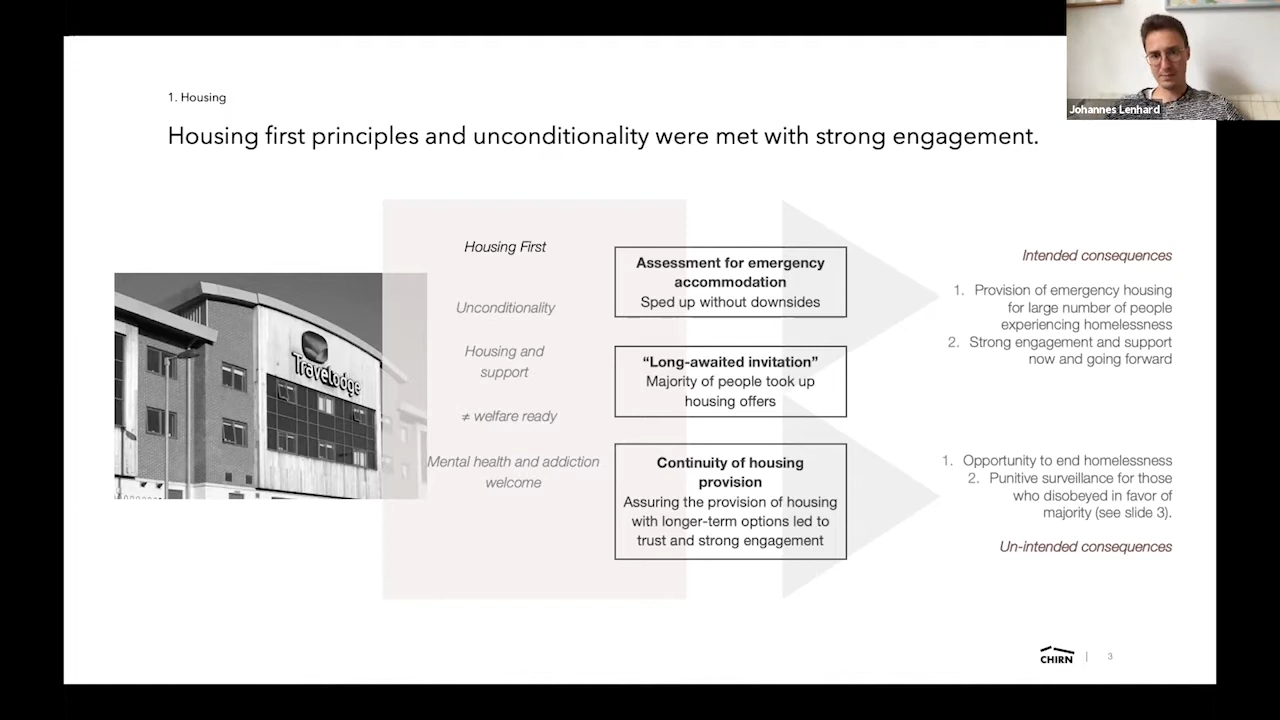 Johannes Lenhard
1. Housing
Housing first principles and unconditionality were met with strong engagement.
Travelodge
Housing First
Unconditionality
Housing and
support
≠ welfare ready
Mental health and addiction
welcome
Assessment for emergency
accommodation
Sped up without downsides
“Long-awaited invitation”
Majority of people took up
housing offers
Continuity of housing
provision
Assuring the provision of housing
with longer-term options led to
trust and strong engagement
Intended consequences
1. Provision of emergency housing
for large number of people
experiencing homelessness
2. Strong engagement and support
now and going forward
1. Opportunity to end homelessness
2. Punitive surveillance for those
who disobeyed in favor of
majority (see slide 3).
Un-intended consequences
CHIRN | 3